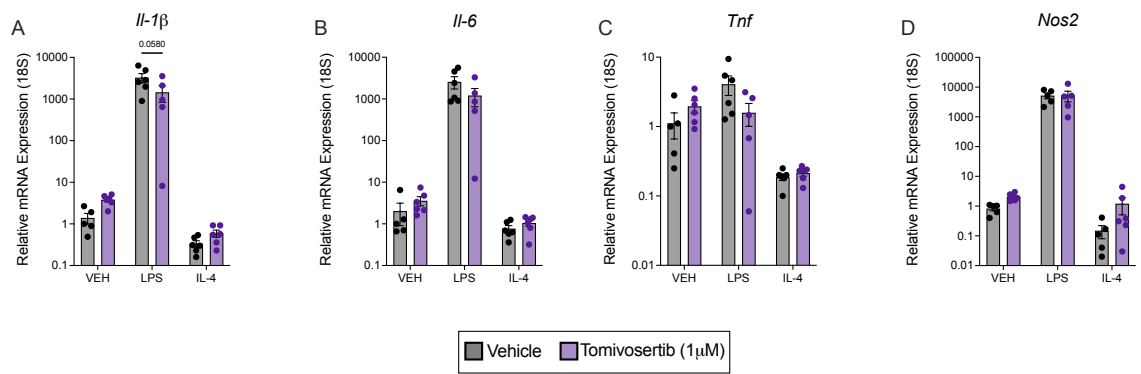 A
Il-1β
Relative mRNA Expression (18S)
10000
1000
100
10
1
0.1
0.0580
VEH
LPS
IL-4
B
Il-6
Relative mRNA Expression (18S)
10000
1000
100
10
1
0.1
VEH
LPS
IL-4
C
Tnf
Relative mRNA Expression (18S)
10
1
0.1
0.01
VEH
LPS
IL-4
D
Nos2
Relative mRNA Expression (18S)
100000
10000
1000
100
10
1
0.1
0.01
VEH
LPS
IL-4
Vehicle
Tomivosertib (1μM)